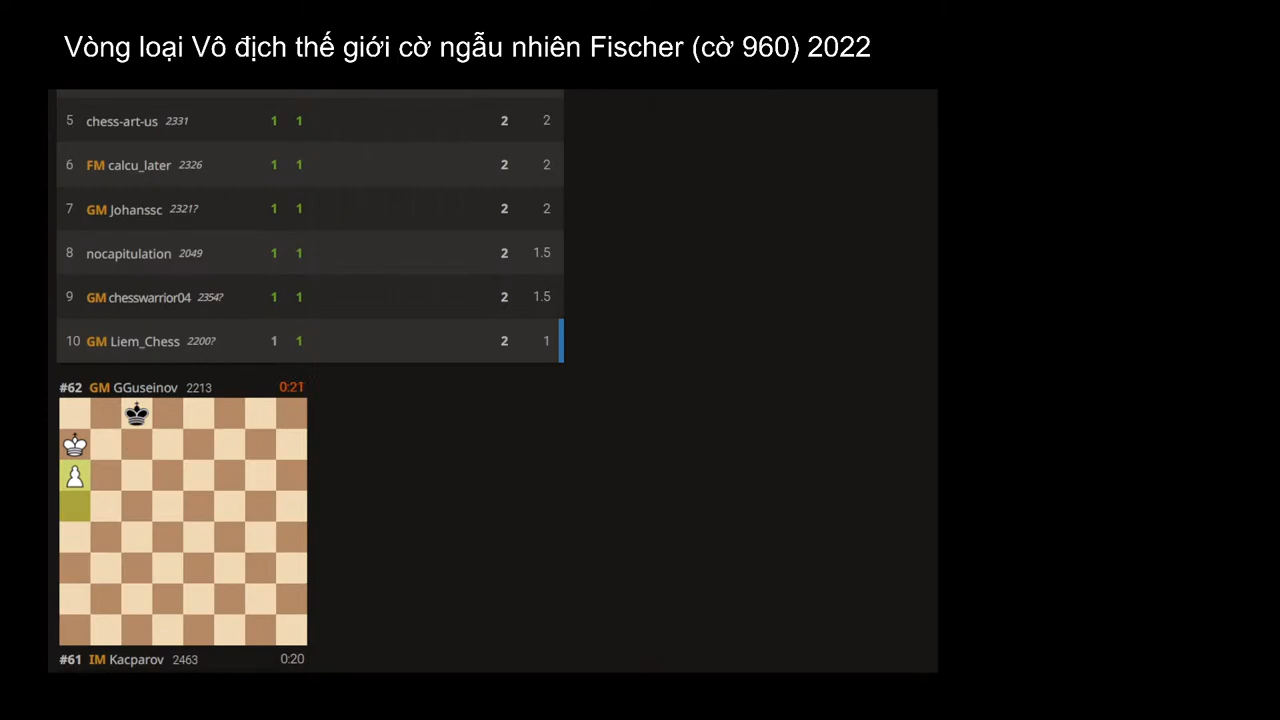 Vòng loại Vô địch thế giới cờ ngẫu nhiên Fischer (cờ 960) 2022
5 chess-art-us 2331 1 1 2 2
6 FM calcu_later 2326 1 1 2 2
7 GM Johanssc 2321? 1 1 2 2
8 nocapitulation 2049 1 1 2 1.5
9 GM chesswarrior04 2354? 1 1 2 1.5
10 GM Liem_Chess 2200? 1 1 2 1
#62 GM GGuseinov 2213 0:21
#61 IM Kacparov 2463 0:20